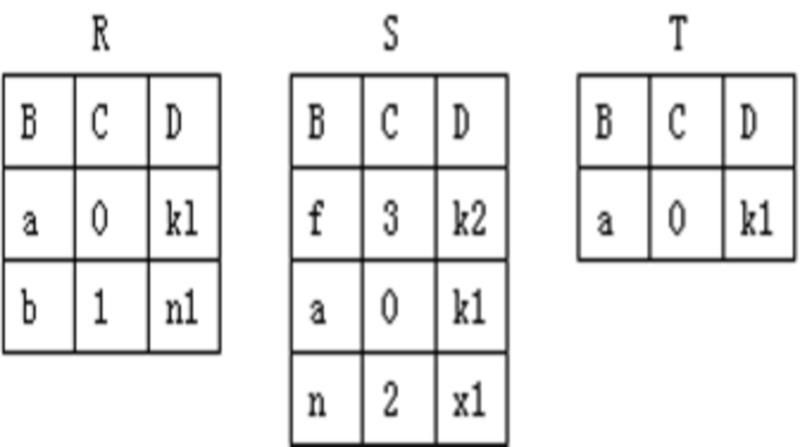 R S T
B C D B C D B C D
a 0 k1 f 3 k2 a 0 k1
b 1 n1 a 0 k1
n 2 x1